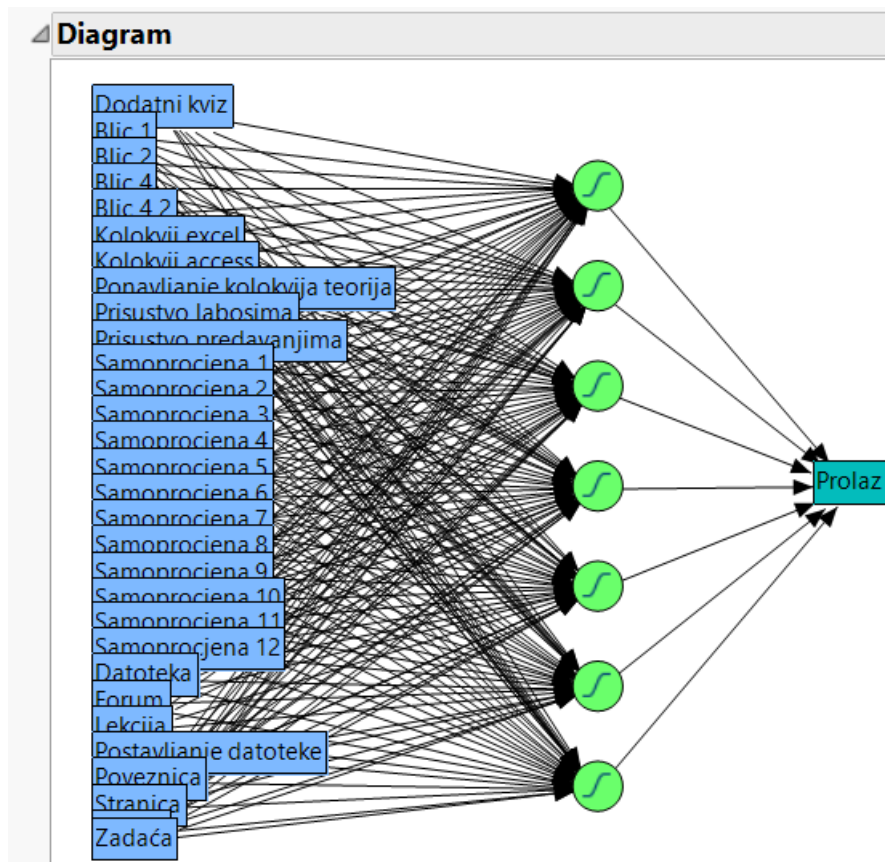 Diagram
Dodatni kviz
Blic 1
Blic 2
Blic 4
Blic 4.2
Kolokvij excel
Kolokvij access
Ponavljanje kolokvija teorija
Prisustvo labosima
Prisustvo predavanjima
Samoprocjena 1
Samoprocjena 2
Samoprocjena 3
Samoprocjena 4
Samoprocjena 5
Samoprocjena 6
Samoprocjena 7
Samoprocjena 8
Samoprocjena 9
Samoprocjena 10
Samoprocjena 11
Samoprocjena 12
Datoteka
Forum
Lekcija
Postavljanje datoteke
Poveznica
Stranica
Zadaća
Prolaz